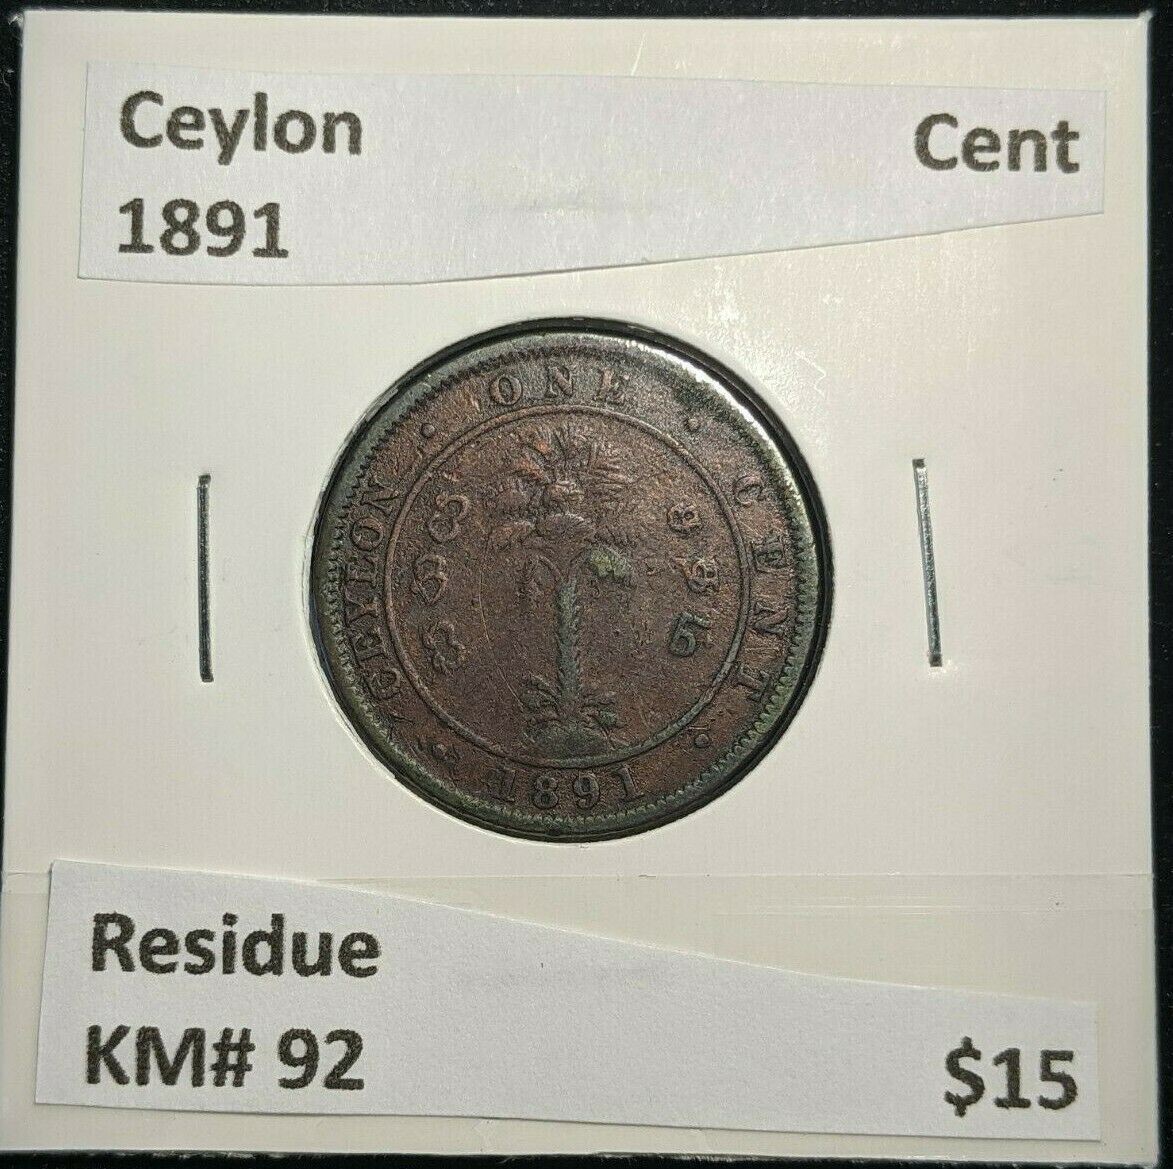 Ceylon Cent
1891
CEYLON · ONE · CENT ·
1891
Residue
KM# 92 $15